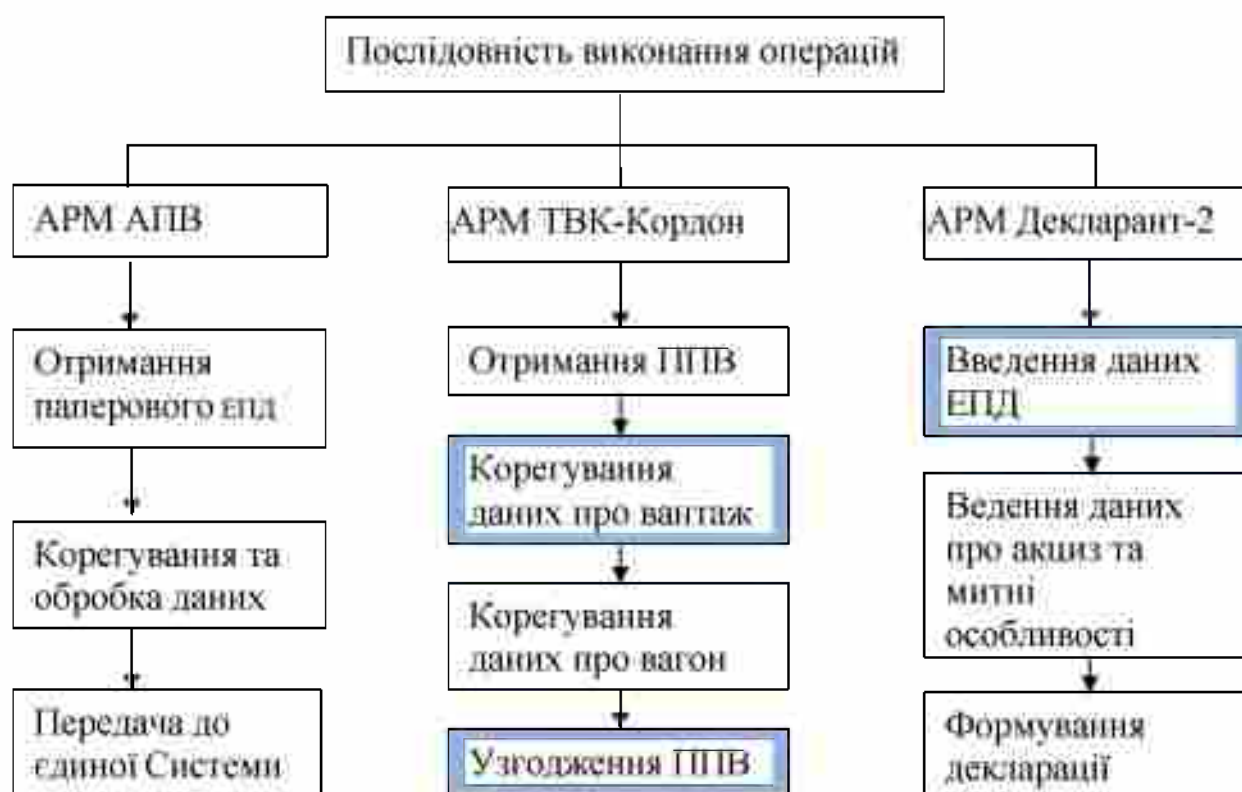 Послідовність виконання операцій
АРМ АПВ
Отримання
паперового ЕПД
Корегування та
обробка даних
Передача до
єдиної Системи
АРМ ТВК-Кордон
Отримання ППВ
Корегування
даних про вантаж
Корегування
даних про вагон
Узгодження ППВ
АРМ Декларант-2
Введення даних
ЕПД
Ведення даних
про акциз та
митні
особливості
Формування
декларації